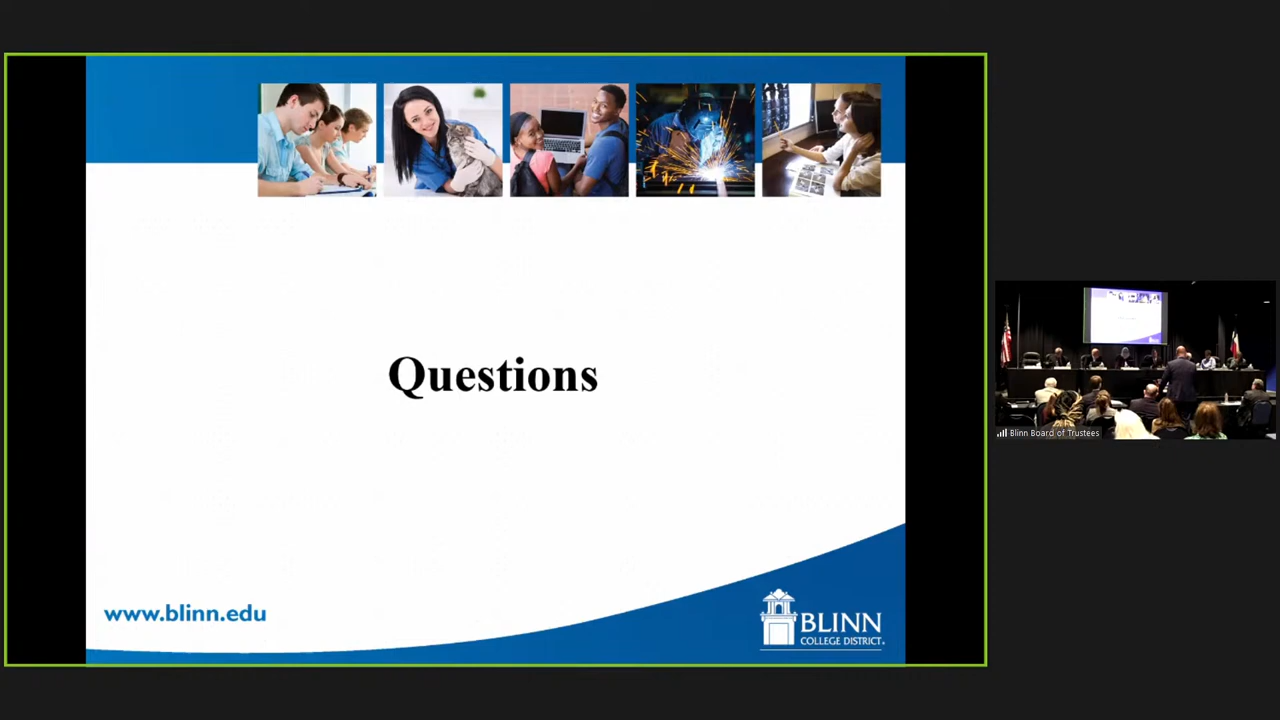 Questions
www.blinn.edu
BLINN
COLLEGE DISTRICT®
Blinn Board of Trustees